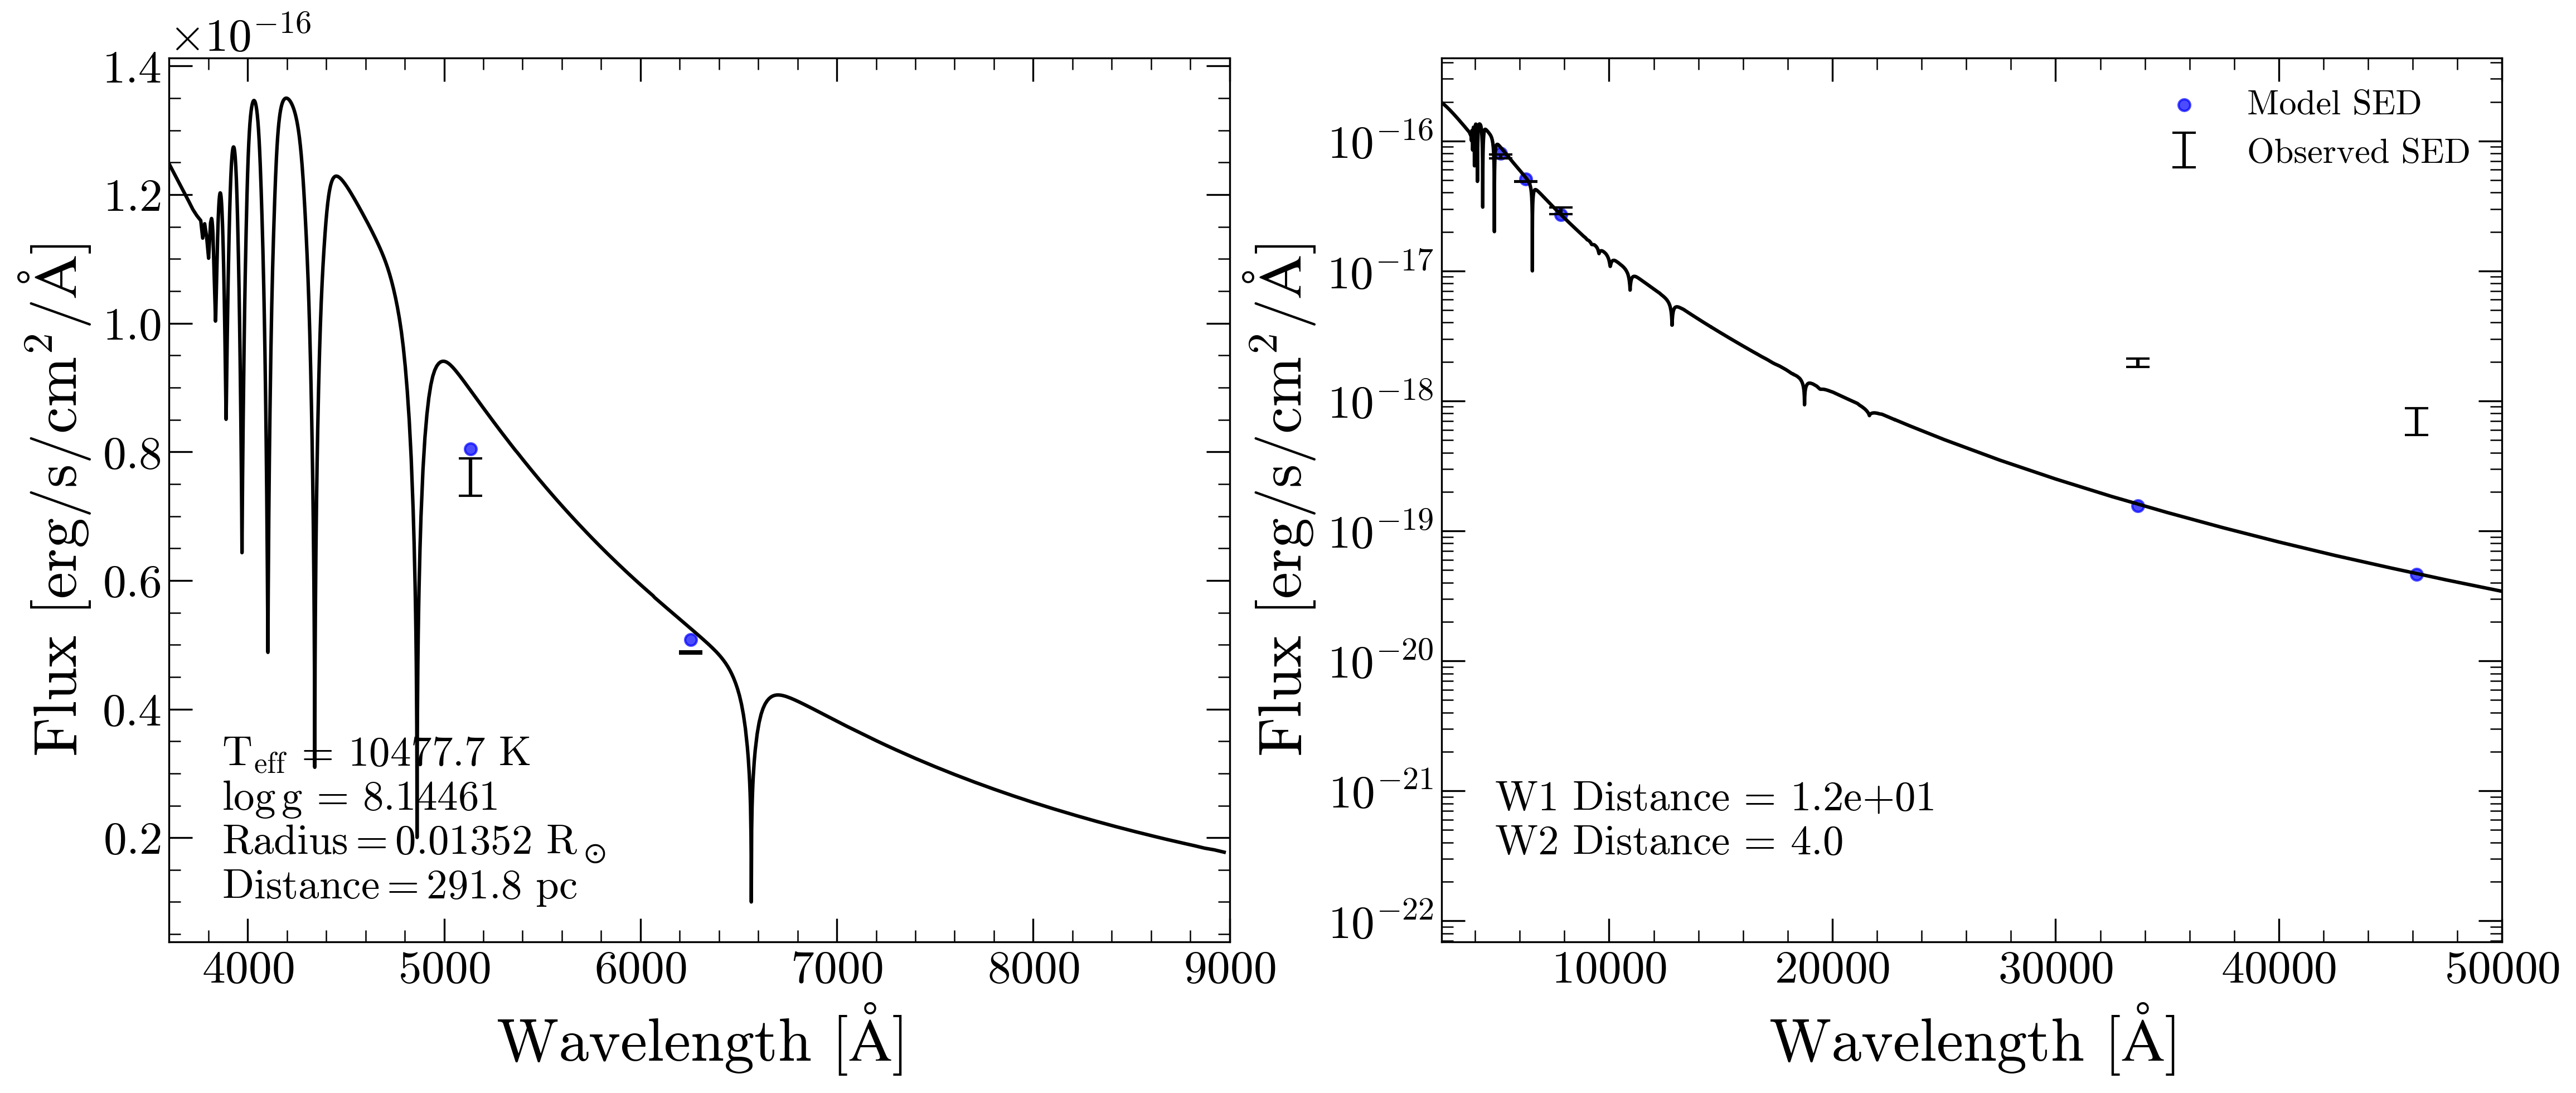 ×10⁻¹⁶
1.4
1.2
1.0
0.8
0.6
0.4
0.2
Flux [erg/s/cm²/Å]
T_eff = 10477.7 K
log g = 8.14461
Radius = 0.01352 R_⊙
Distance = 291.8 pc
4000 5000 6000 7000 8000 9000
Wavelength [Å]
10⁻¹⁶
10⁻¹⁷
10⁻¹⁸
10⁻¹⁹
10⁻²⁰
10⁻²¹
10⁻²²
Flux [erg/s/cm²/Å]
Model SED
Observed SED
W1 Distance = 1.2e+01
W2 Distance = 4.0
10000 20000 30000 40000 50000
Wavelength [Å]